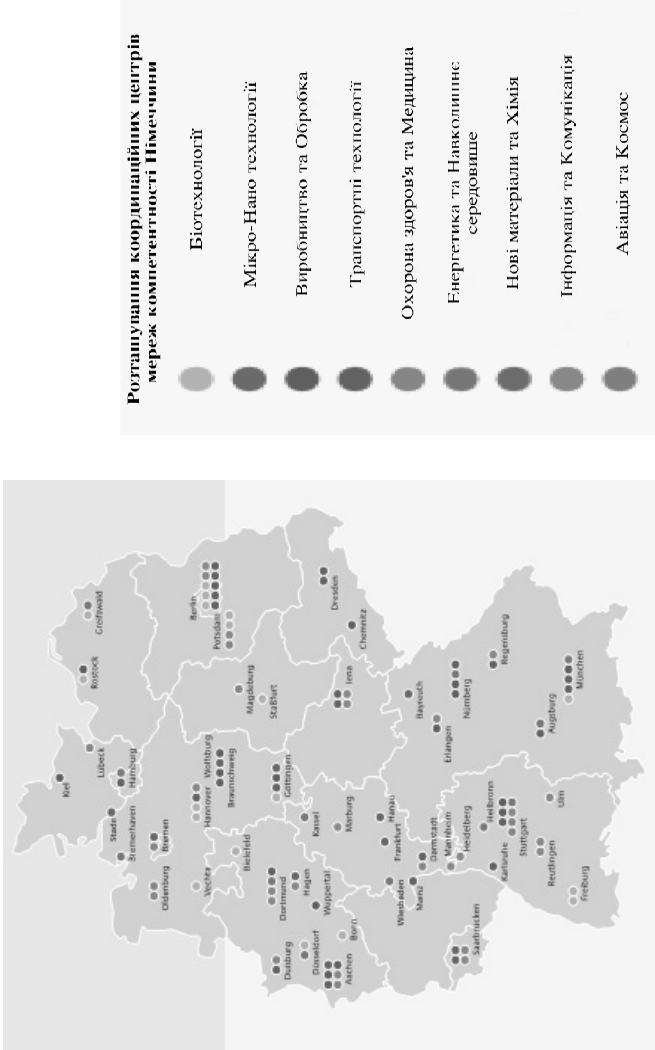 Розташування координаційних центрів
мереж компетентності Німеччини
Біотехнології
Мікро-Нано технології
Виробництво та Обробка
Транспортні технології
Охорона здоров'я та Медицина
Енергетика та Навколишнє
середовище
Нові матеріали та Хімія
Інформація та Комунікація
Авіація та Космос
Kiel
Greifswald
Rostock
Lübeck
Hamburg
Stade
Bremerhaven
Bremen
Oldenburg
Berlin
Potsdam
Wolfsburg
Hannover
Braunschweig
Vechta
Bielefeld
Magdeburg
Staßfurt
Göttingen
Dortmund
Duisburg
Hagen
Kassel
Düsseldorf
Wuppertal
Dresden
Chemnitz
Jena
Marburg
Bonn
Aachen
Hanau
Frankfurt
Wiesbaden
Mainz
Darmstadt
Bayreuth
Erlangen
Nürnberg
Mannheim
Heidelberg
Saarbrücken
Heilbronn
Karlsruhe
Stuttgart
Regensburg
Reutlingen
Ulm
Augsburg
München
Freiburg